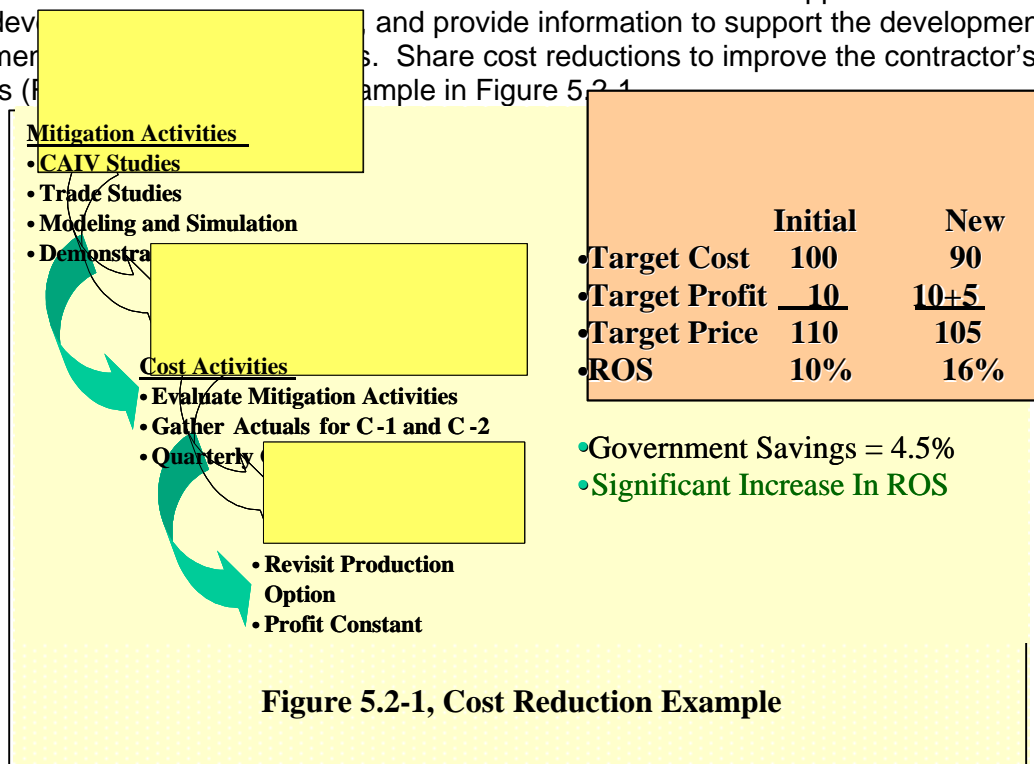 , and provide information to support the development
s. Share cost reductions to improve the contractor's
ample in Figure 5.2-1
Mitigation Activities
• CAIV Studies
• Trade Studies
• Modeling and Simulation
• Demonstra
Cost Activities
• Evaluate Mitigation Activities
• Gather Actuals for C-1 and C-2
• Quarterly
• Revisit Production
Option
• Profit Constant
Initial New
•Target Cost 100 90
•Target Profit 10 10+5
•Target Price 110 105
•ROS 10% 16%
•Government Savings = 4.5%
•Significant Increase In ROS
Figure 5.2-1, Cost Reduction Example